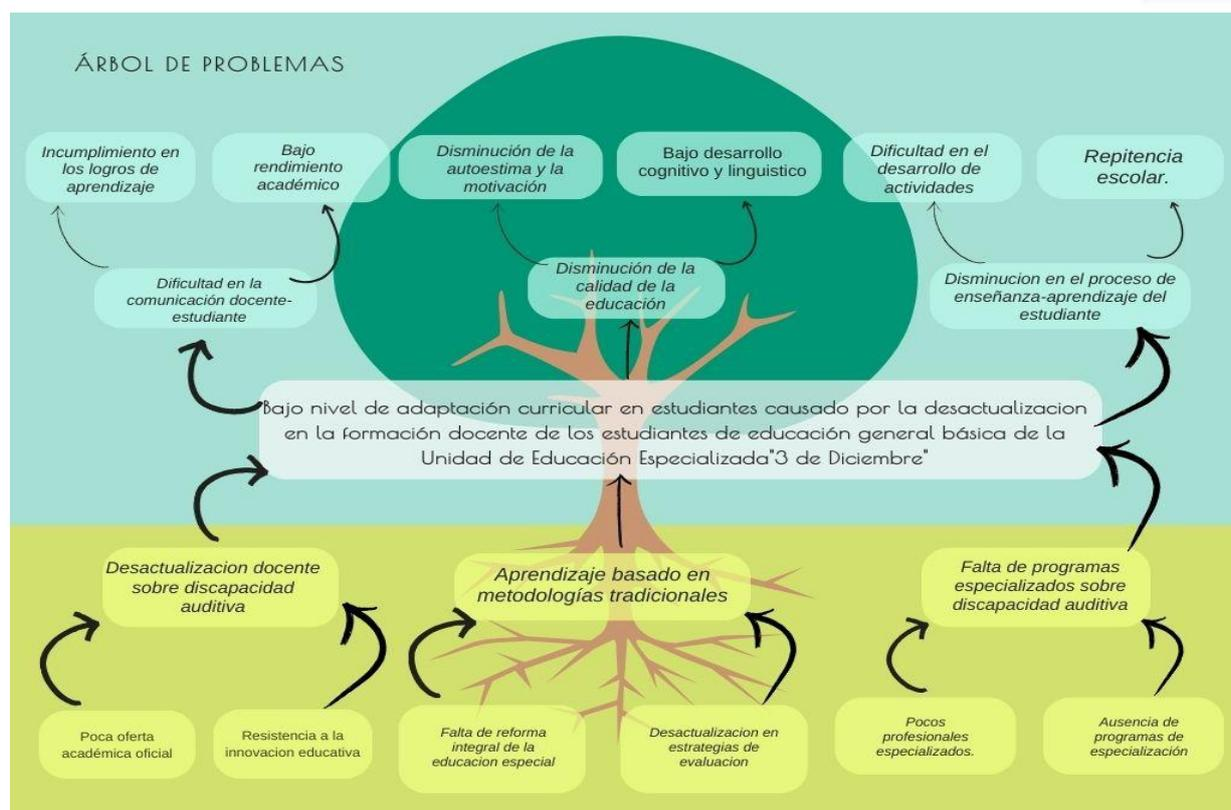 ÁRBOL DE PROBLEMAS
Incumplimiento en
los logros de
aprendizaje
Bajo
rendimiento
académico
Disminución de la
autoestima y la
motivación
Bajo desarrollo
cognitivo y linguistico
Dificultad en el
desarrollo de
actividades
Repitencia
escolar.
Dificultad en la
comunicación docente-
estudiante
Disminución de la
calidad de la
educación
Disminucion en el proceso de
enseñanza-aprendizaje del
estudiante
Bajo nivel de adaptación curricular en estudiantes causado por la desactualizacion
en la formación docente de los estudiantes de educación general básica de la
Unidad de Educación Especializada"3 de Diciembre"
Desactualizacion docente
sobre discapacidad
auditiva
Aprendizaje basado en
metodologías tradicionales
Falta de programas
especializados sobre
discapacidad auditiva
Poca oferta
académica oficial
Resistencia a la
innovacion educativa
Falta de reforma
integral de la
educacion especial
Desactualizacion en
estrategias de
evaluacion
Pocos
profesionales
especializados.
Ausencia de
programas de
especialización